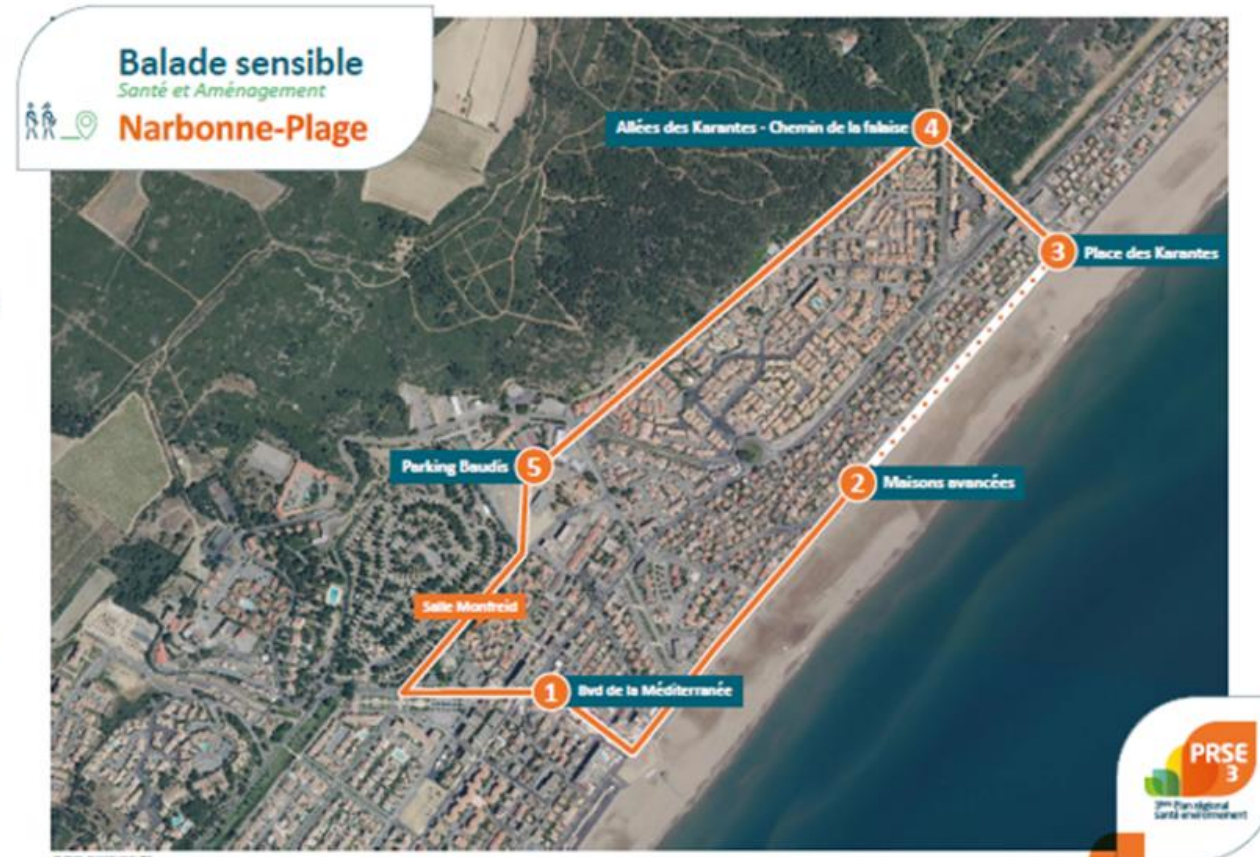 Balade sensible
Santé et Aménagement
Narbonne-Plage
Allées des Karantes - Chemin de la falaise 4
3 Place des Karantes
Parking Baudis 5
2 Maisons avancées
Salle Monfreid
1 Bvd de la Méditerranée
PRSE
3
3ème Plan régional
santé environnement